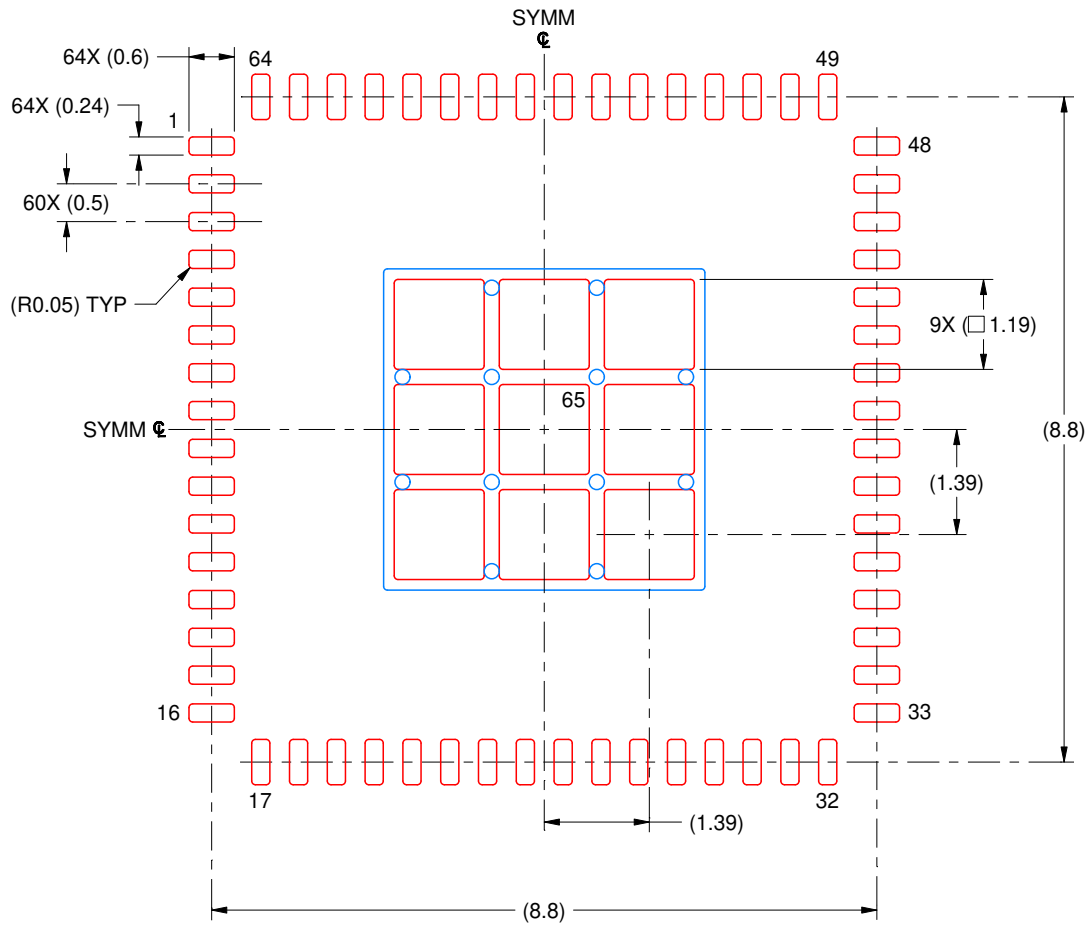 SYMM
℄
64X (0.6)
64
49
64X (0.24)
1
48
60X (0.5)
(R0.05) TYP
9X (□ 1.19)
65
SYMM ℄
(8.8)
(1.39)
16
33
17
32
(1.39)
(8.8)